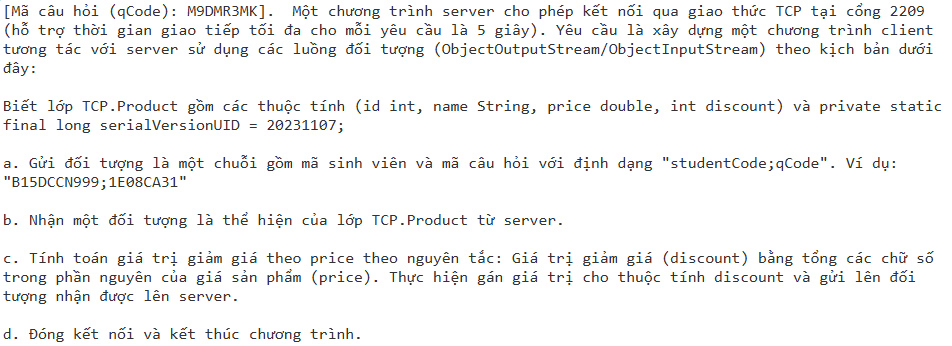 [Mã câu hỏi (qCode): M9DMR3MK].  Một chương trình server cho phép kết nối qua giao thức TCP tại cổng 2209
(hỗ trợ thời gian giao tiếp tối đa cho mỗi yêu cầu là 5 giây). Yêu cầu là xây dựng một chương trình client
tương tác với server sử dụng các luồng đối tượng (ObjectOutputStream/ObjectInputStream) theo kịch bản dưới
đây:
Biết lớp TCP.Product gồm các thuộc tính (id int, name String, price double, int discount) và private static
final long serialVersionUID = 20231107;
a. Gửi đối tượng là một chuỗi gồm mã sinh viên và mã câu hỏi với định dạng "studentCode;qCode". Ví dụ:
"B15DCCN999;1E08CA31"
b. Nhận một đối tượng là thể hiện của lớp TCP.Product từ server.
c. Tính toán giá trị giảm giá theo price theo nguyên tắc: Giá trị giảm giá (discount) bằng tổng các chữ số
trong phần nguyên của giá sản phẩm (price). Thực hiện gán giá trị cho thuộc tính discount và gửi lên đối
tượng nhận được lên server.
d. Đóng kết nối và kết thúc chương trình.